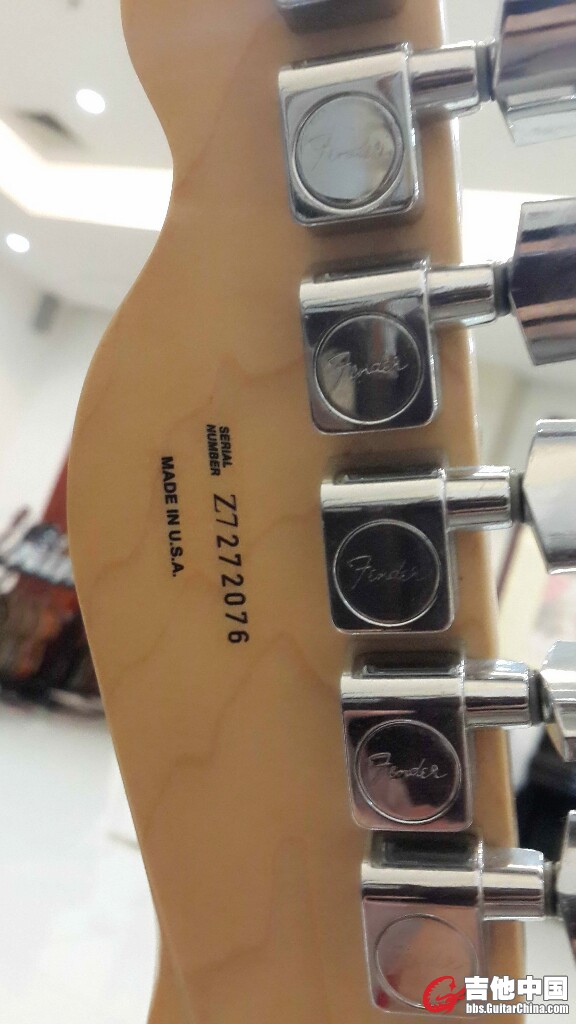 SERIAL
NUMBER Z7272076
MADE IN U.S.A.
Fender
Fender
Fender
Fender
吉他中国
bbs.GuitarChina.com